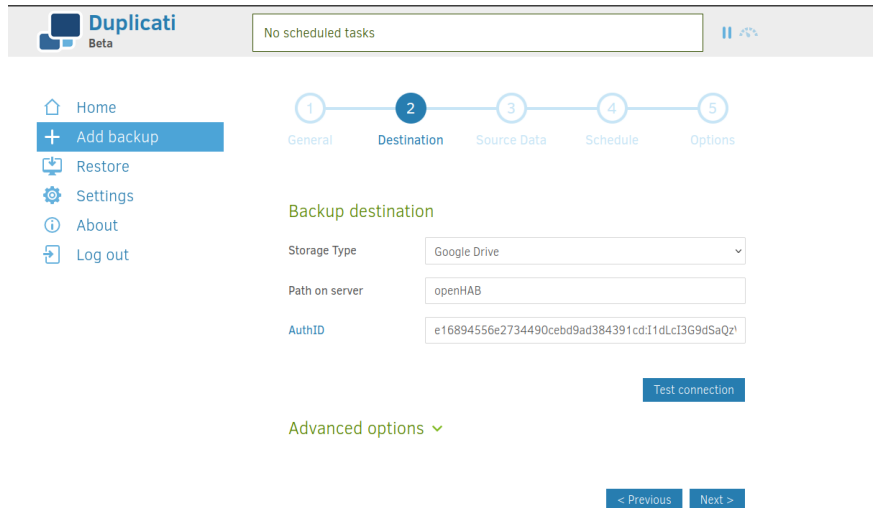 Duplicati
Beta
No scheduled tasks
Home
Add backup
Restore
Settings
About
Log out
1 2 3 4 5
General Destination Source Data Schedule Options
Backup destination
Storage Type Google Drive
Path on server openHAB
AuthID e16894556e2734490cebd9ad384391cd:I1dLcI3G9dSaQz
Test connection
Advanced options
< Previous Next >